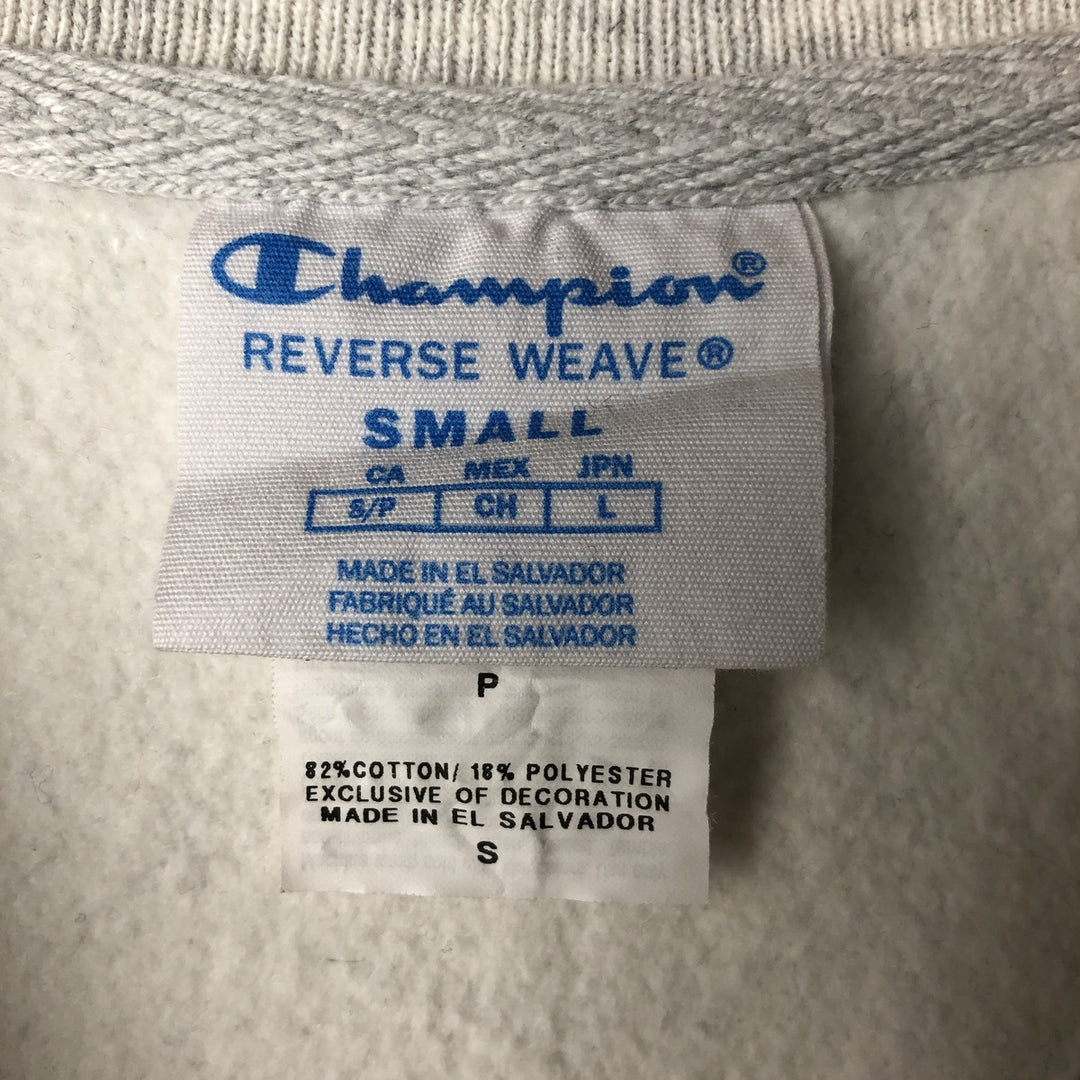 Champion®
REVERSE WEAVE®
SMALL
CA MEX JPN
S/P CH L
MADE IN EL SALVADOR
FABRIQUÉ AU SALVADOR
HECHO EN EL SALVADOR
P
82%COTTON/ 18% POLYESTER
EXCLUSIVE OF DECORATION
MADE IN EL SALVADOR
S